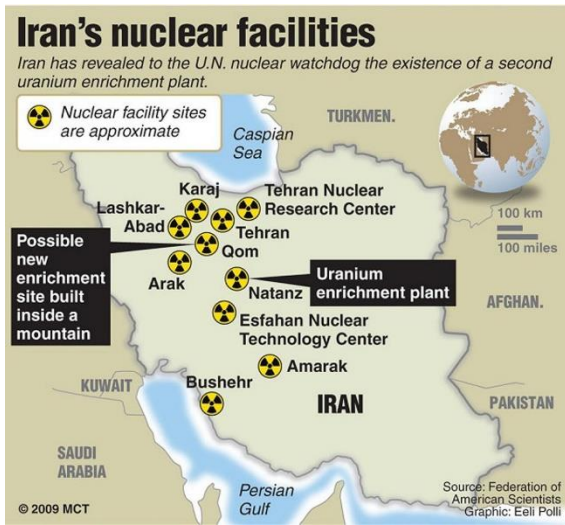 Iran's nuclear facilities
Iran has revealed to the U.N. nuclear watchdog the existence of a second
uranium enrichment plant.
Nuclear facility sites
are approximate
Caspian
Sea
TURKMEN.
100 km
100 miles
Karaj
Tehran Nuclear
Research Center
Lashkar-
Abad
Tehran
Qom
Possible
new
enrichment
site built
inside a
mountain
Arak
Natanz
Uranium
enrichment plant
AFGHAN.
Esfahan Nuclear
Technology Center
Amarak
Bushehr
KUWAIT
IRAN
PAKISTAN
SAUDI
ARABIA
Persian
Gulf
Source: Federation of
American Scientists
Graphic: Eeli Polli
© 2009 MCT